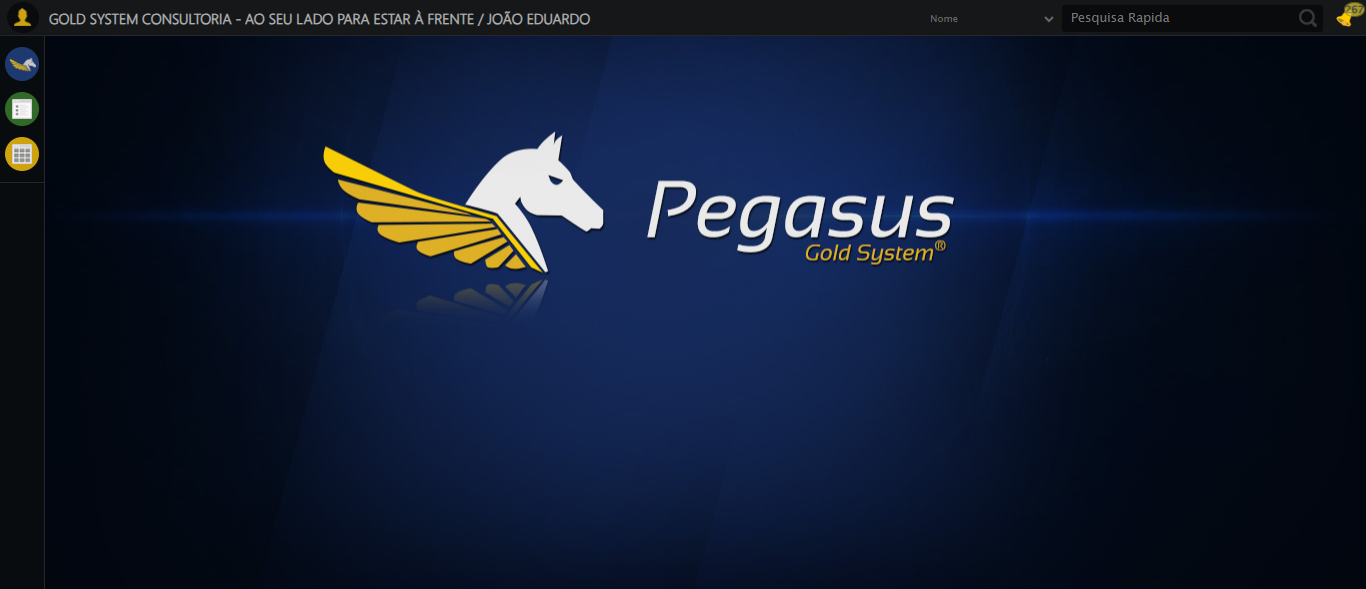 GOLD SYSTEM CONSULTORIA - AO SEU LADO PARA ESTAR À FRENTE / JOÃO EDUARDO
Nome
Pesquisa Rapida
267
Pegasus
Gold System®